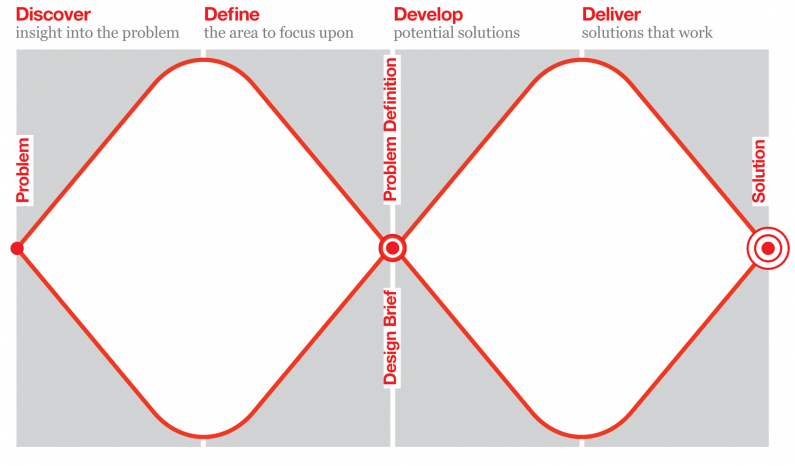 Discover
insight into the problem
Define
the area to focus upon
Develop
potential solutions
Deliver
solutions that work
Problem
Problem Definition
Design Brief
Solution